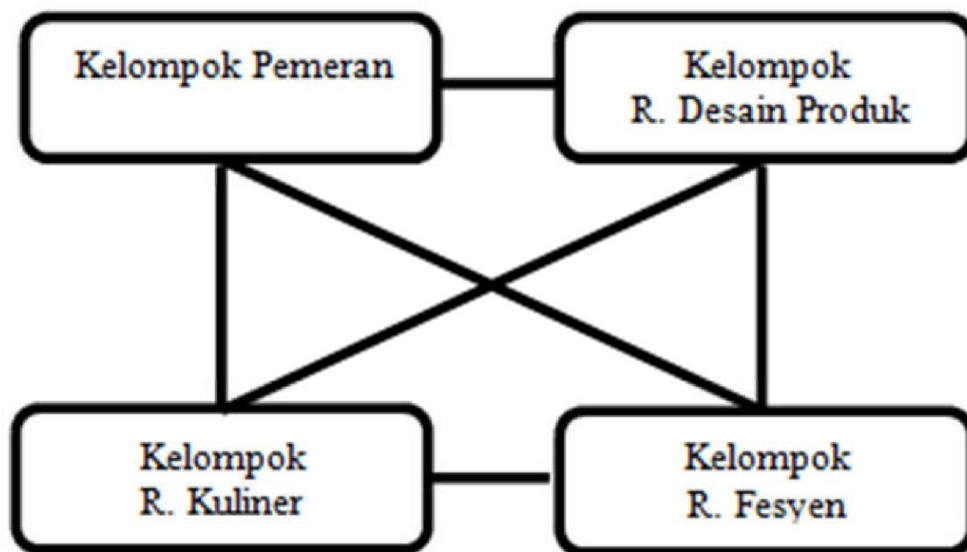 Kelompok Pemeran
Kelompok
R. Desain Produk
Kelompok
R. Kuliner
Kelompok
R. Fesyen